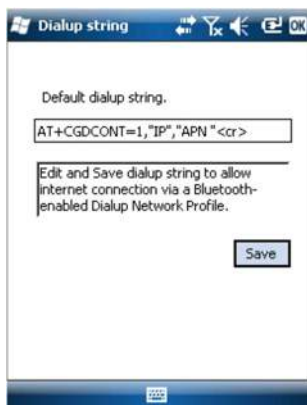 Dialup string
OK
Default dialup string.
AT+CGDCONT=1,"IP","APN "<cr>
Edit and Save dialup string to allow
internet connection via a Bluetooth-
enabled Dialup Network Profile.
Save